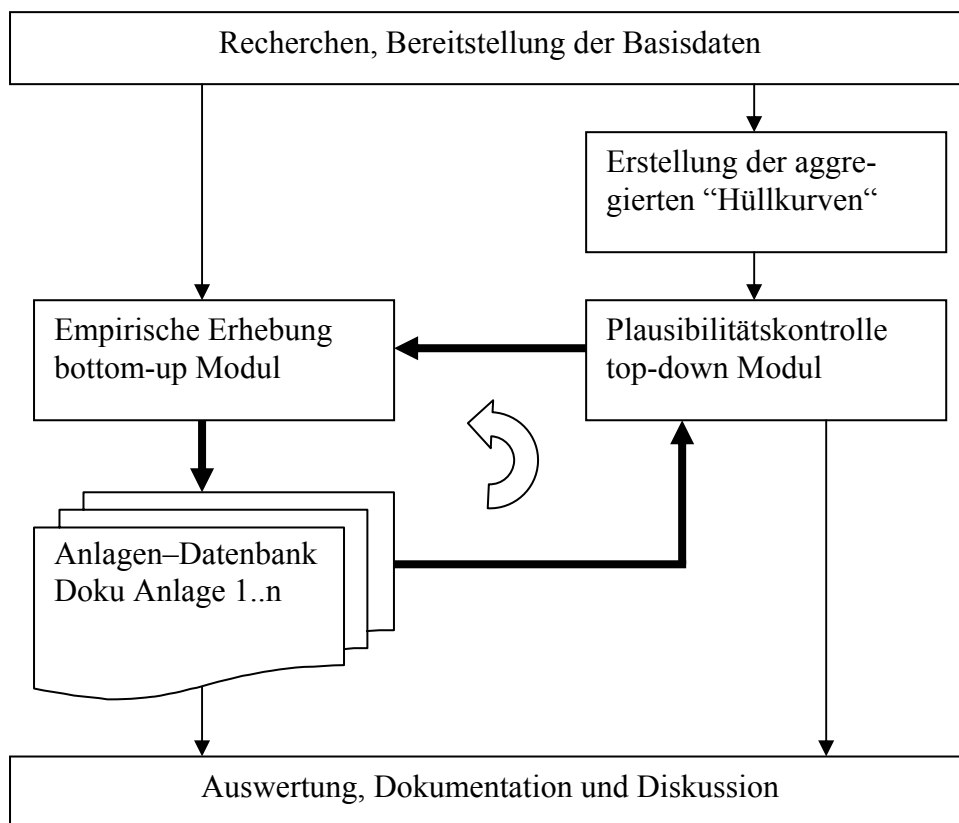 Recherchen, Bereitstellung der Basisdaten
Erstellung der aggre-
gierten “Hüllkurven“
Empirische Erhebung
bottom-up Modul
Plausibilitätskontrolle
top-down Modul
Anlagen–Datenbank
Doku Anlage 1..n
Auswertung, Dokumentation und Diskussion